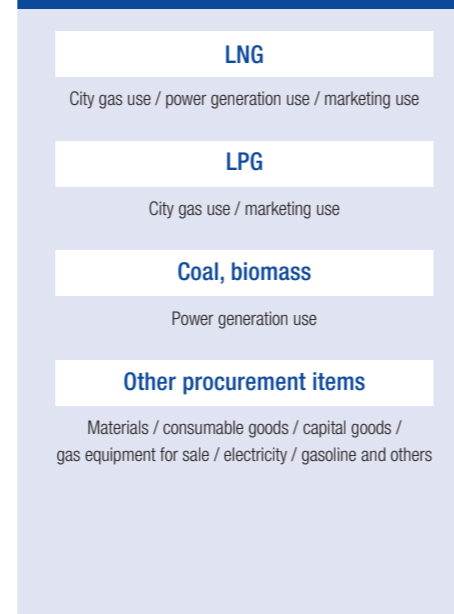 LNG
City gas use / power generation use / marketing use
LPG
City gas use / marketing use
Coal, biomass
Power generation use
Other procurement items
Materials / consumable goods / capital goods /
gas equipment for sale / electricity / gasoline and others